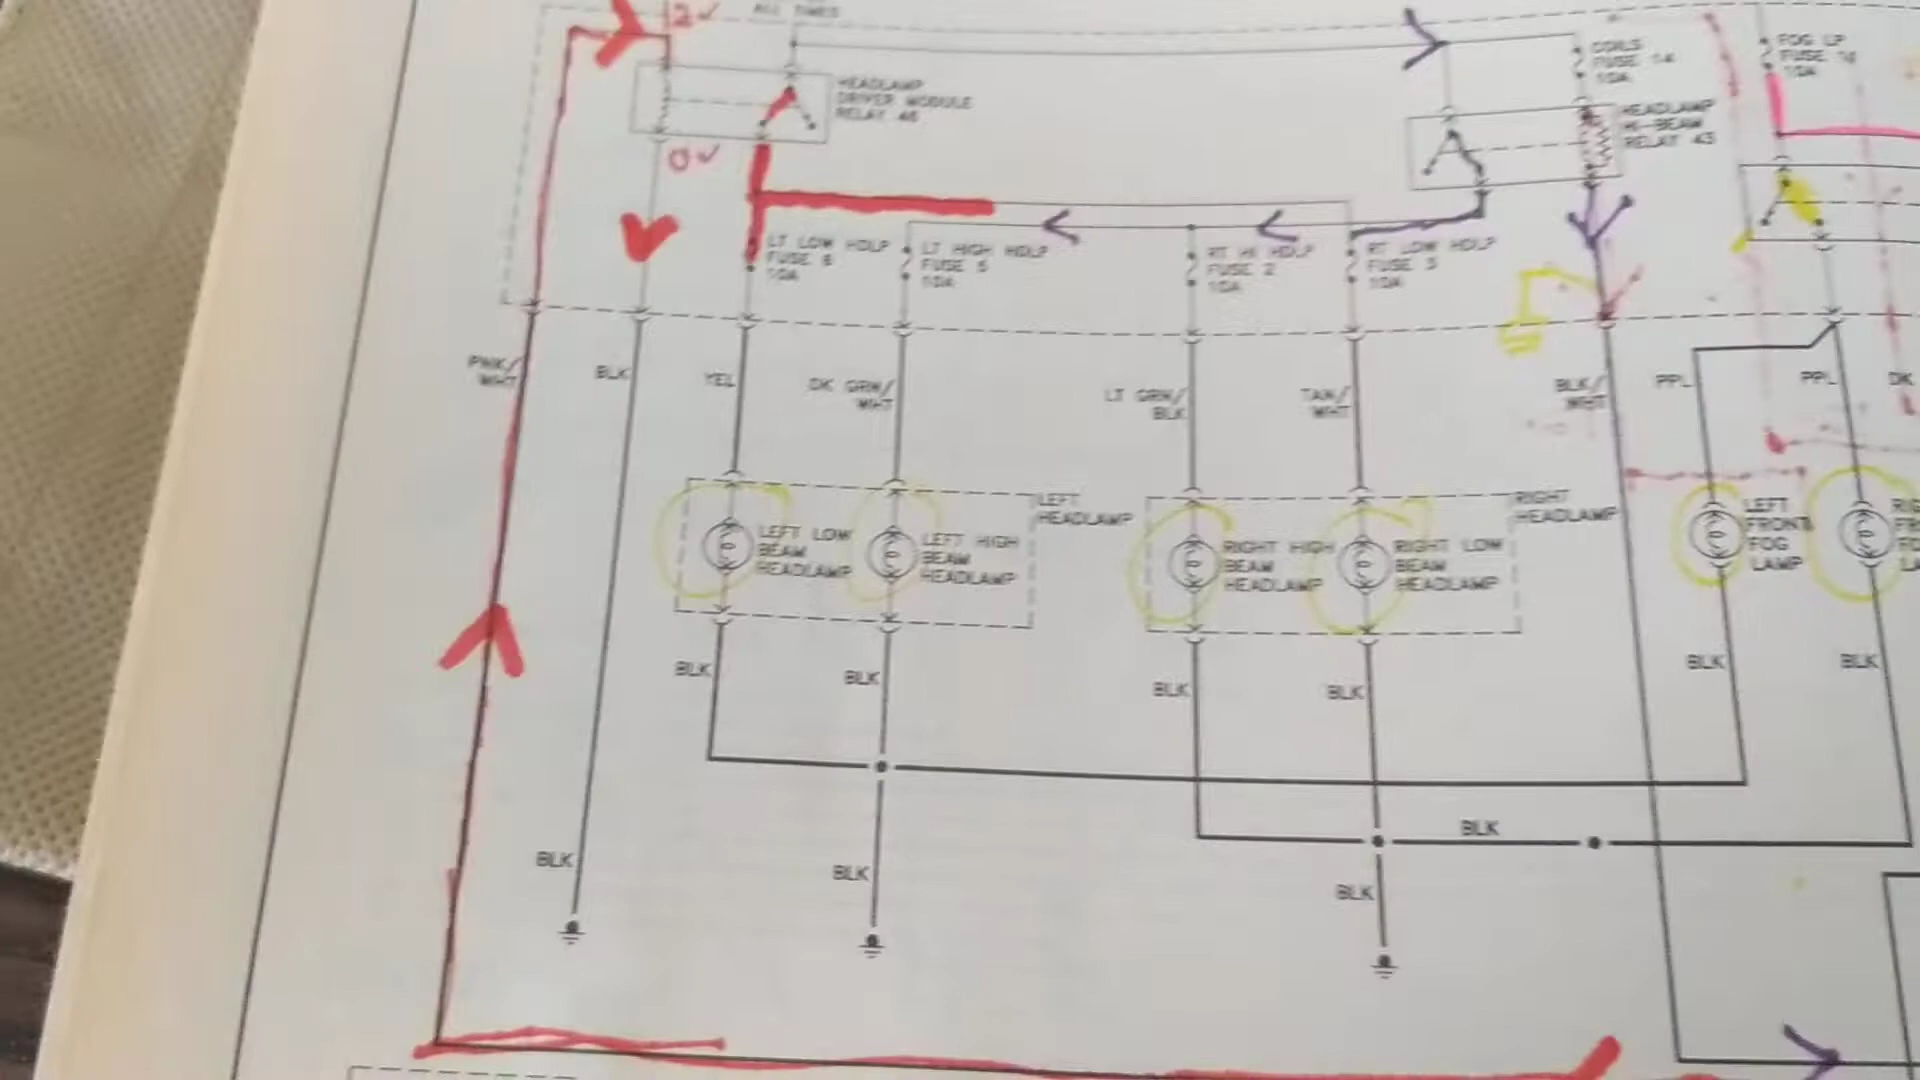 2✓
ALL TIMES
HEADLAMP
DRIVER MODULE
RELAY 46
0✓
COILS
FUSE 14
10A
FOG LP
10A
HEADLAMP
HI-BEAM
RELAY 43
LT LOW HDLP
FUSE 6
10A
LT HIGH HDLP
FUSE 5
10A
RT HI HDLP
FUSE 2
10A
RT LOW HDLP
FUSE 3
10A
PNK/
WHT
BLK
YEL
DK GRN/
WHT
LT GRN/
BLK
TAN/
WHT
BLK/
WHT
PPL
PPL
DK
LEFT
HEADLAMP
RIGHT
HEADLAMP
LEFT LOW
BEAM
HEADLAMP
LEFT HIGH
BEAM
HEADLAMP
RIGHT HIGH
BEAM
HEADLAMP
RIGHT LOW
BEAM
HEADLAMP
LEFT
FRONT
FOG
LAMP
BLK
BLK
BLK
BLK
BLK
BLK
BLK
BLK
BLK
BLK